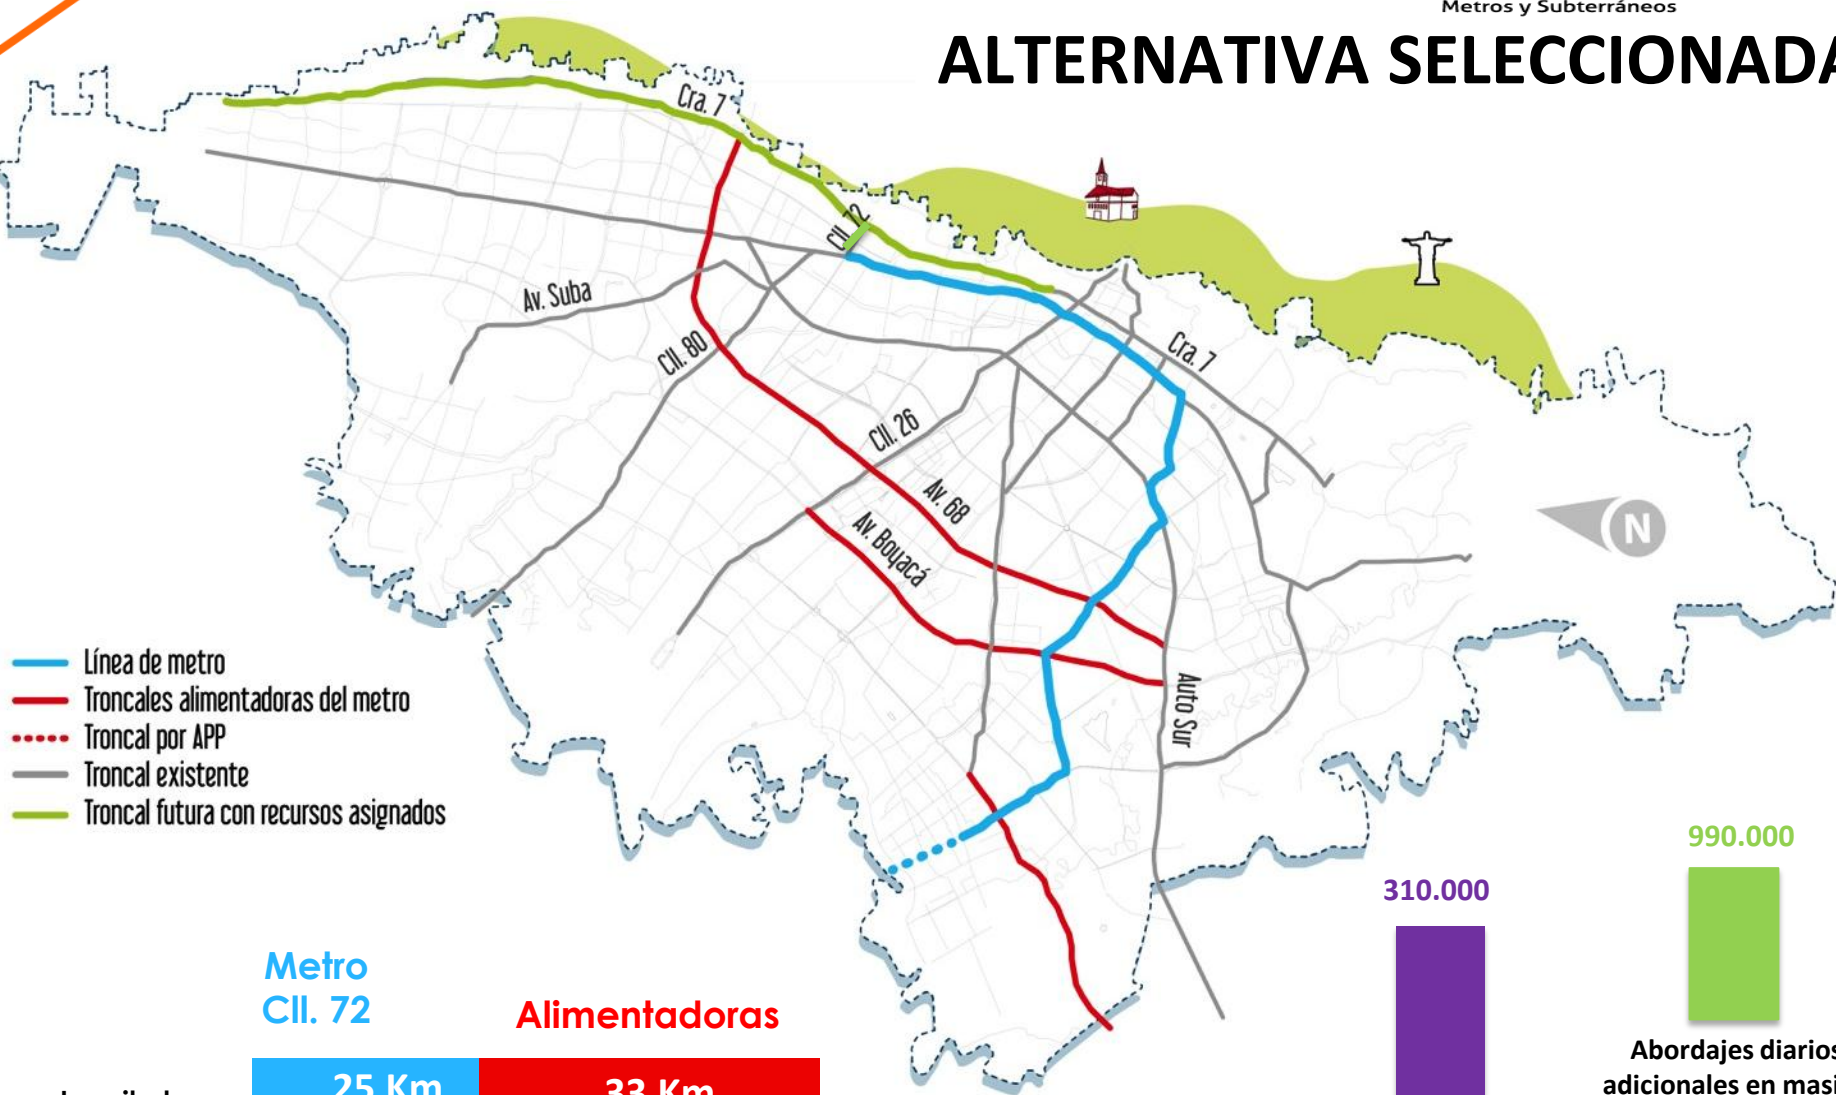 Metros y Subterráneos
ALTERNATIVA SELECCIONADA
Cra. 7
Cll. 72
Av. Suba
Cll. 80
Cra. 7
Cll. 26
Av. 68
Av. Boyacá
N
Auto Sur
Línea de metro
Troncales alimentadoras del metro
Troncal por APP
Troncal existente
Troncal futura con recursos asignados
990.000
310.000
Metro
Cll. 72
Alimentadoras
Abordajes diarios
adicionales en
25 Km
33 Km